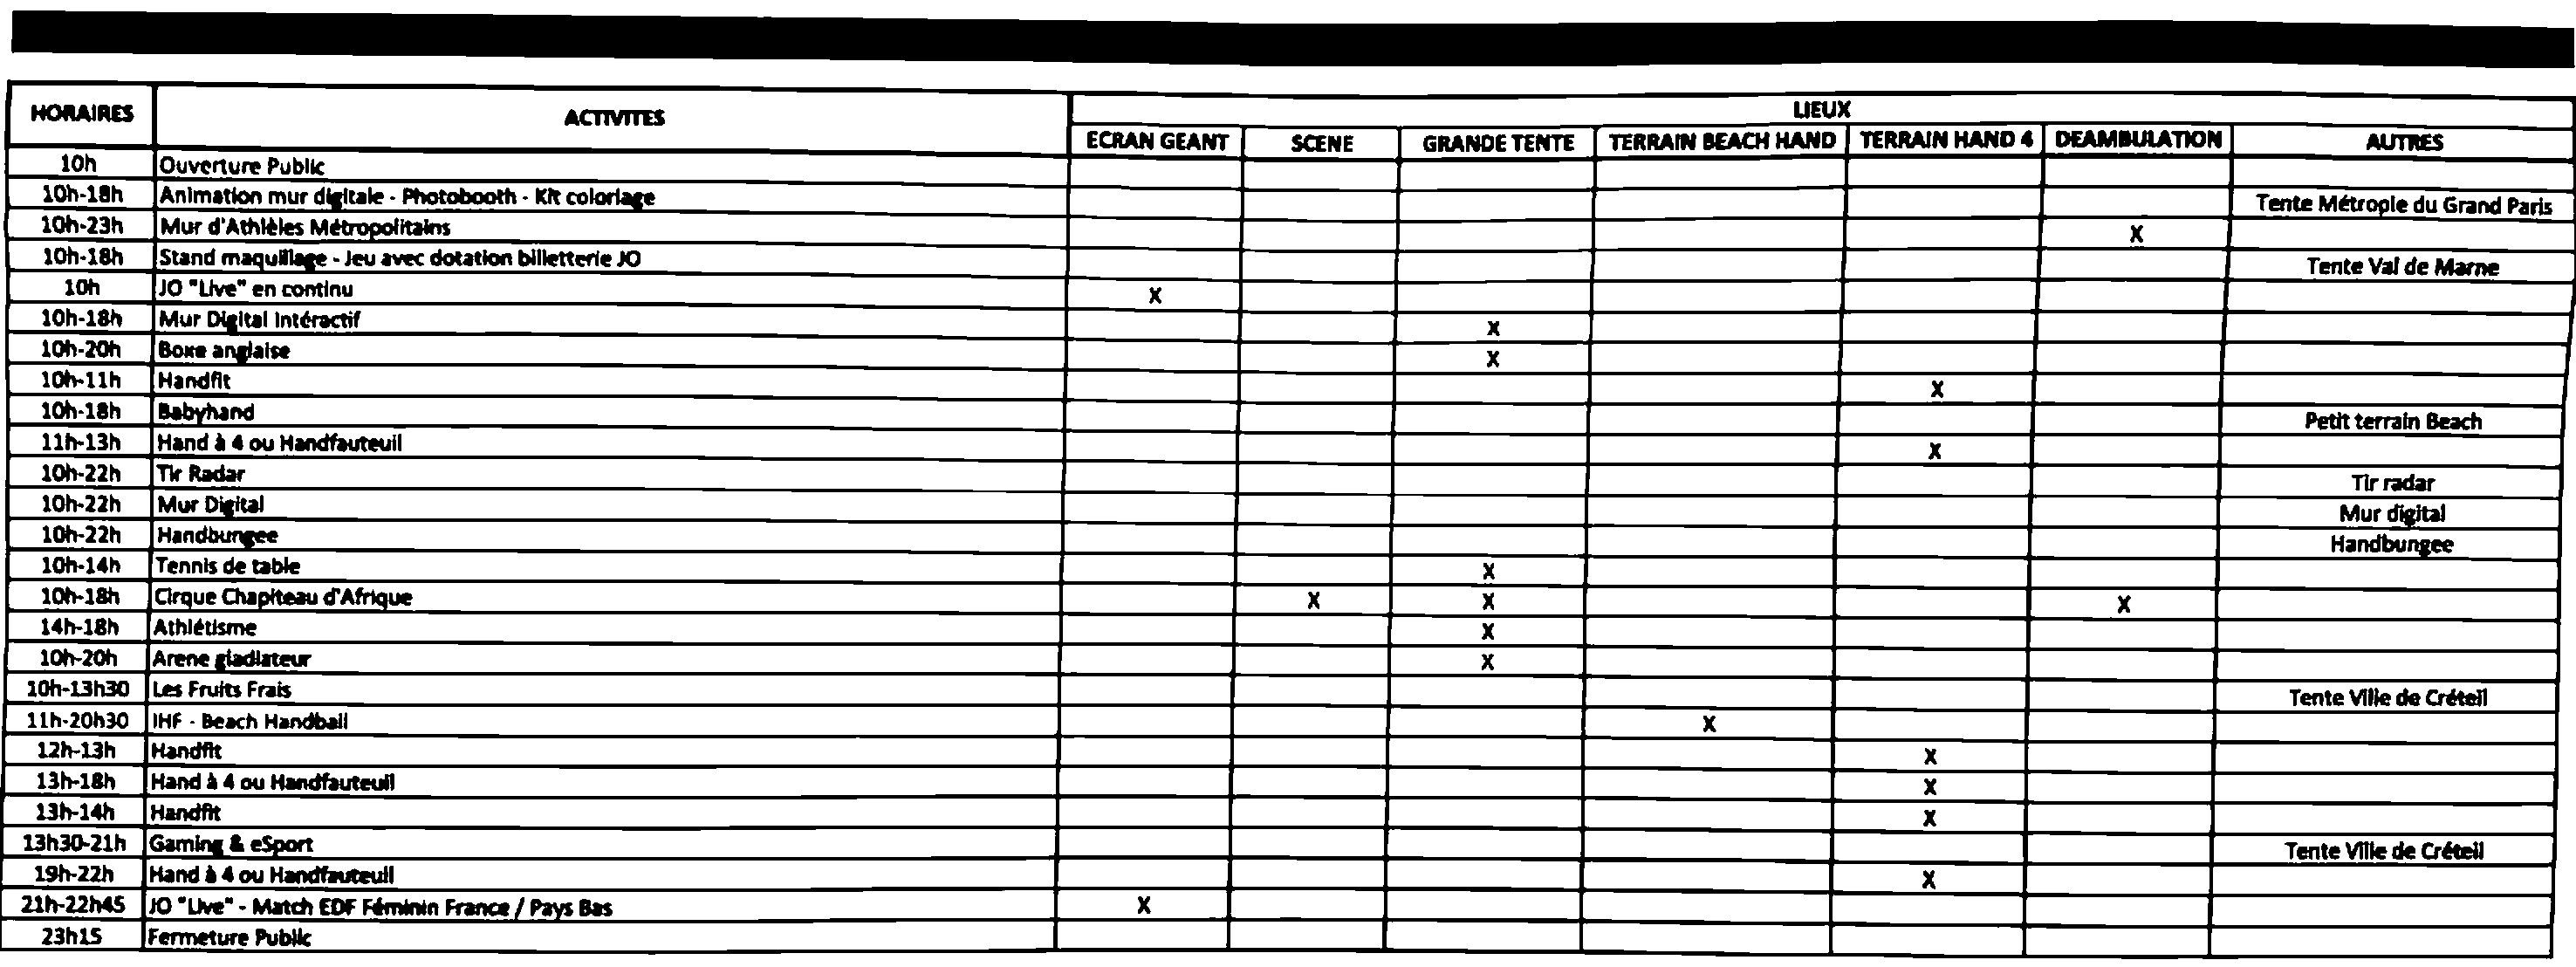 HORAIRES ACTIVITES LIEUX
ECRAN GEANT SCENE GRANDE TENTE TERRAIN BEACH HAND TERRAIN HAND 4 DEAMBULATION AUTRES
10h Ouverture Public
10h-18h Animation mur digitale - Photobooth - Kit coloriage Tente Métrople du Grand Paris
10h-23h Mur d'Athlèles Métropolitains X
10h-18h Stand maquillage - Jeu avec dotation billetterie JO Tente Val de Marne
10h JO "Live" en continu X
10h-18h Mur Digital Intéractif X
10h-20h Boxe anglaise X
10h-11h Handfit X
10h-18h Babyhand Petit terrain Beach
11h-13h Hand à 4 ou Handfauteuil X
10h-22h Tir Radar Tir radar
10h-22h Mur Digital Mur digital
10h-22h Handbungee Handbungee
10h-14h Tennis de table X
10h-18h Cirque Chapiteau d'Afrique X X X
14h-18h Athlétisme X
10h-20h Arene gladiateur X
10h-13h30 Les Fruits Frais Tente Ville de Créteil
11h-20h30 IHF - Beach Handball X
12h-13h Handfit X
13h-18h Hand à 4 ou Handfauteuil X
13h-14h Handfit X
13h30-21h Gaming & eSport Tente Ville de Créteil
19h-22h Hand à 4 ou Handfauteuil X
21h-22h45 JO "Live" - Match EDF Féminin France / Pays Bas X
23h15 Fermeture Public